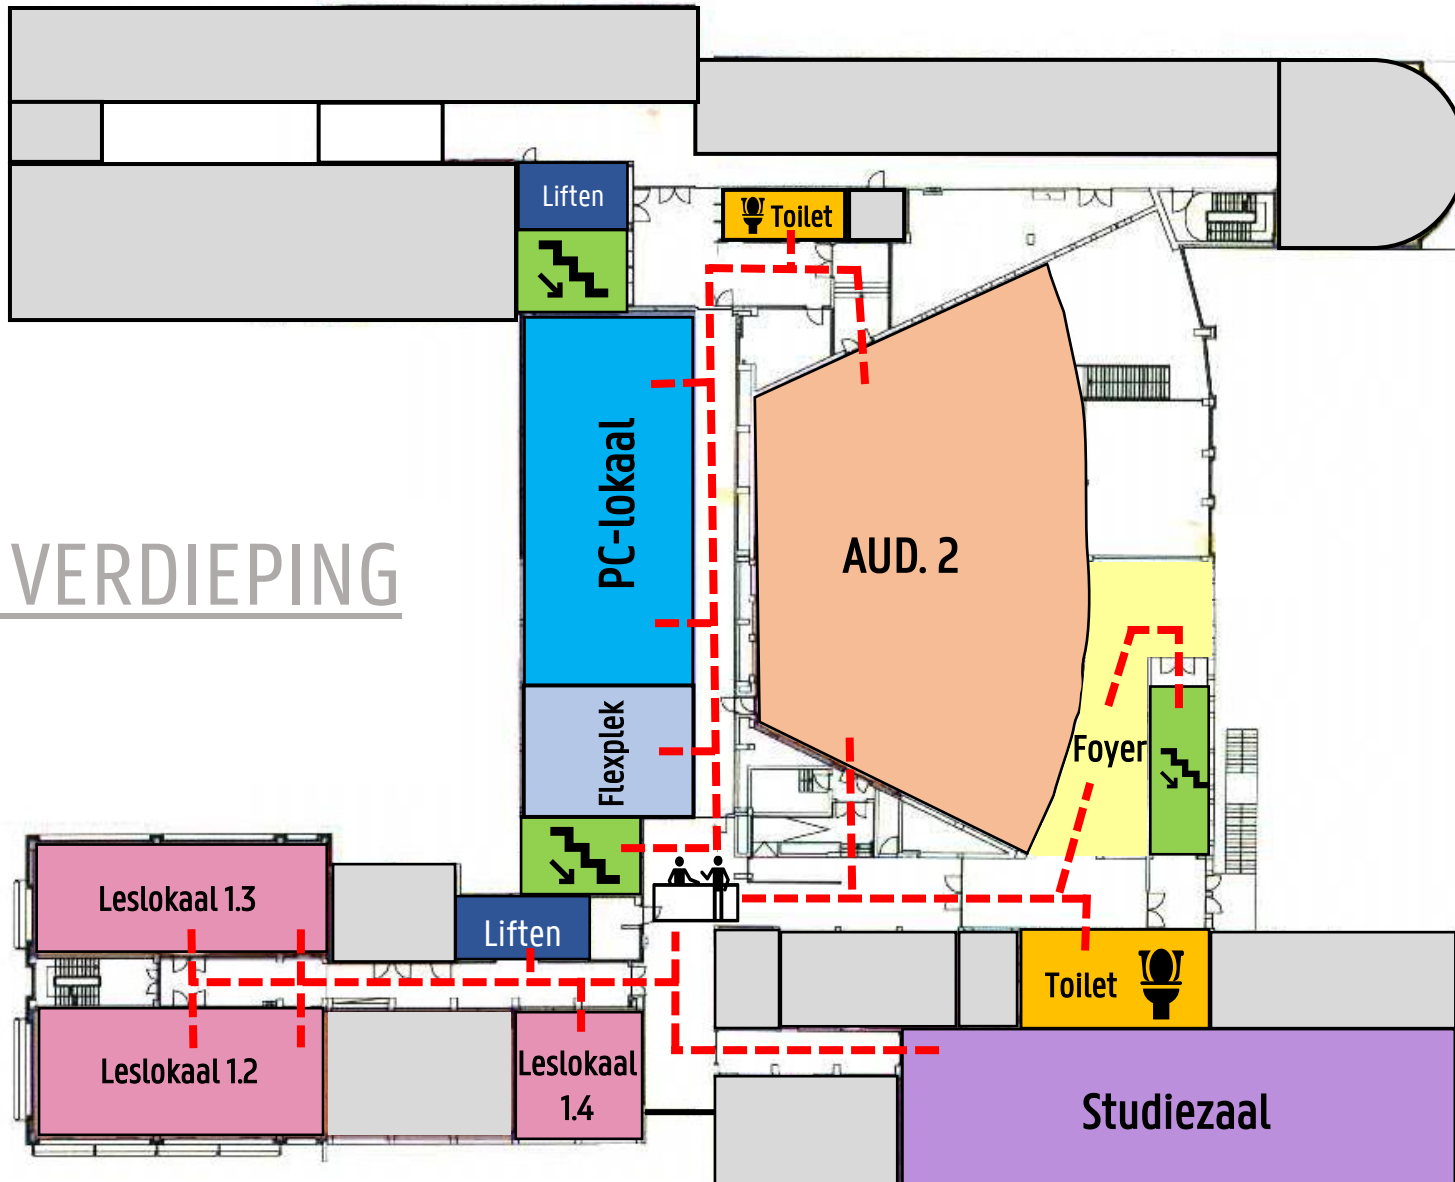 Liften
Toilet
PC-lokaal
AUD. 2
VERDIEPING
Flexplek
Foyer
Leslokaal 1.3
Liften
Toilet
Leslokaal 1.2
Leslokaal
1.4
Studiezaal